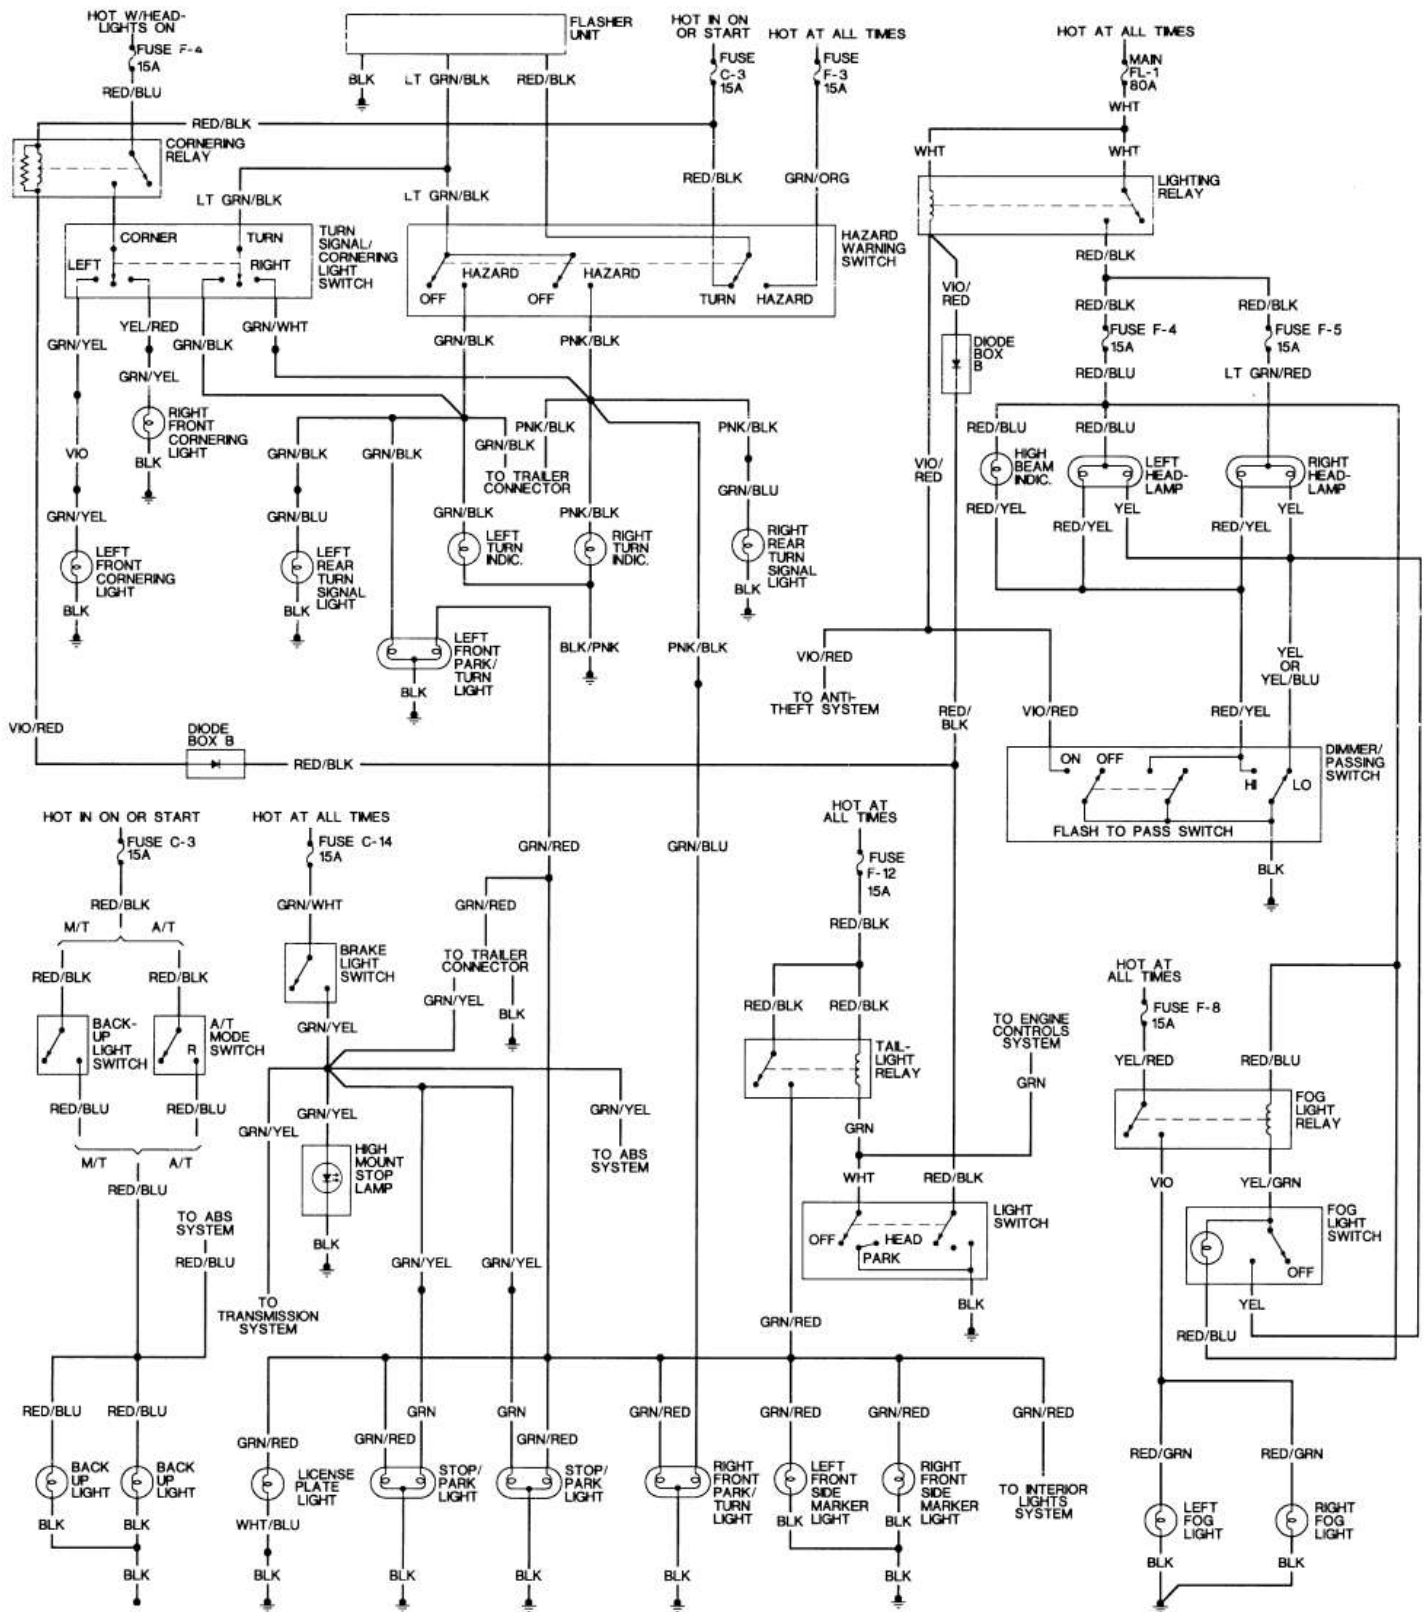 HOT W/HEAD-
LIGHTS ON
FUSE F-4
15A
RED/BLU
FLASHER
UNIT
BLK
LT GRN/BLK
RED/BLK
HOT IN ON
OR START
FUSE
C-3
15A
HOT AT ALL TIMES
FUSE
F-3
15A
HOT AT ALL TIMES
MAIN
FL-1
80A
WHT
RED/BLK
CORNERING
RELAY
WHT
WHT
LT GRN/BLK
LT GRN/BLK
RED/BLK
GRN/ORG
LIGHTING
RELAY
CORNER
TURN
LEFT
RIGHT
TURN
SIGNAL/
CORNERING
LIGHT
SWITCH
HAZARD
OFF
HAZARD
OFF
TURN
HAZARD
HAZARD
WARNING
SWITCH
RED/BLK
VIO/
RED
RED/BLK
RED/BLK
DIODE
BOX
B
FUSE F-4
15A
FUSE F-5
15A
RED/BLU
LT GRN/RED
GRN/YEL
YEL/RED
GRN/BLK
GRN/WHT
GRN/BLK
PNK/BLK
GRN/YEL
RIGHT
FRONT
CORNERING
LIGHT
VIO
BLK
GRN/YEL
LEFT
FRONT
CORNERING
LIGHT
BLK
GRN/BLK
GRN/BLU
LEFT
REAR
TURN
SIGNAL
LIGHT
BLK
GRN/BLK
GRN/BLK
PNK/BLK
TO TRAILER
CONNECTOR
GRN/BLK
PNK/BLK
LEFT
TURN
INDIC.
RIGHT
TURN
INDIC.
PNK/BLK
GRN/BLU
RIGHT
REAR
TURN
SIGNAL
LIGHT
BLK
VIO/
RED
RED/BLU
RED/BLU
HIGH
BEAM
INDIC.
LEFT
HEAD-
LAMP
RIGHT
HEAD-
LAMP
RED/YEL
YEL
YEL
RED/YEL
RED/YEL
LEFT
FRONT
PARK/
TURN
LIGHT
BLK
BLK/PNK
PNK/BLU
VIO/RED
TO ANTI-
THEFT SYSTEM
RED/
BLK
VIO/RED
YEL
OR
YEL/BLU
RED/YEL
VIO/RED
DIODE
BOX B
RED/BLK
ON
OFF
HI
LO
FLASH TO PASS SWITCH
DIMMER/
PASSING
SWITCH
BLK
HOT IN ON OR START
FUSE C-3
15A
RED/BLK
M/T
A/T
RED/BLK
RED/BLK
BACK-
UP
LIGHT
SWITCH
R
A/T
MODE
SWITCH
RED/BLU
RED/BLU
M/T
A/T
RED/BLU
TO ABS
SYSTEM
RED/BLU
HOT AT ALL TIMES
FUSE C-14
15A
GRN/WHT
BRAKE
LIGHT
SWITCH
GRN/YEL
GRN/RED
GRN/RED
TO TRAILER
CONNECTOR
GRN/YEL
BLK
GRN/BLU
GRN/YEL
GRN/YEL
HIGH
MOUNT
STOP
LAMP
BLK
GRN/YEL
TO ABS
SYSTEM
GRN/YEL
GRN/YEL
TO
TRANSMISSION
SYSTEM
HOT AT
ALL TIMES
FUSE
F-12
15A
RED/BLK
RED/BLK
RED/BLK
TAIL-
LIGHT
RELAY
TO ENGINE
CONTROLS
SYSTEM
GRN
GRN
WHT
RED/BLK
LIGHT
SWITCH
OFF
HEAD
PARK
BLK
GRN/RED
HOT AT
ALL TIMES
FUSE F-8
15A
YEL/RED
RED/BLU
FOG
LIGHT
RELAY
VIO
YEL/GRN
FOG
LIGHT
SWITCH
OFF
YEL
RED/BLU
RED/BLU
RED/BLU
BACK
UP
LIGHT
BACK
UP
LIGHT
BLK
BLK
BLK
GRN/RED
LICENSE
PLATE
LIGHT
WHT/BLU
BLK
GRN/RED
GRN
STOP/
PARK
LIGHT
BLK
GRN
GRN/RED
STOP/
PARK
LIGHT
BLK
GRN/RED
RIGHT
FRONT
PARK/
TURN
LIGHT
BLK
GRN/RED
LEFT
FRONT
SIDE
MARKER
LIGHT
BLK
GRN/RED
RIGHT
FRONT
SIDE
MARKER
LIGHT
BLK
BLK
GRN/RED
TO INTERIOR
LIGHTS
SYSTEM
RED/GRN
RED/GRN
LEFT
FOG
LIGHT
RIGHT
FOG
LIGHT
BLK
BLK